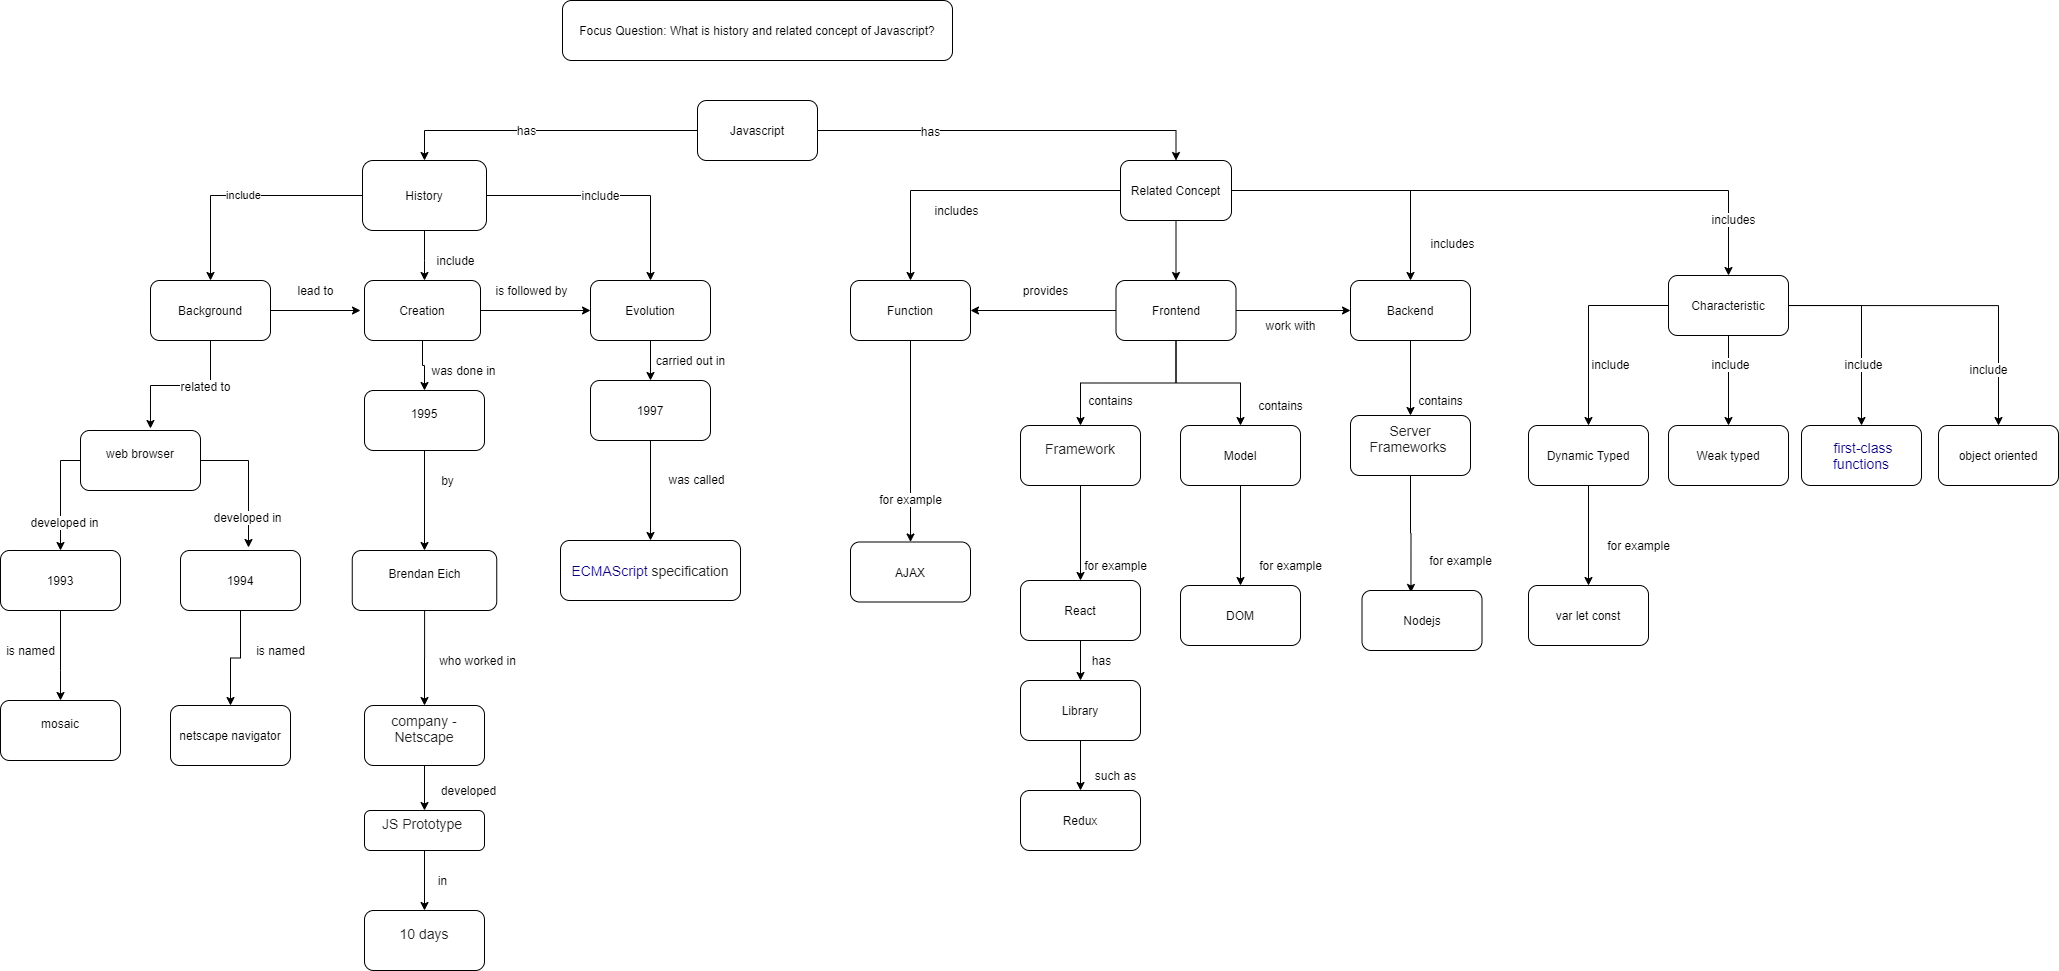 Focus Question: What is history and related concept of Javascript?
Javascript
has
has
History
Related Concept
include
include
include
includes
includes
includes
Background
lead to
Creation
is followed by
Evolution
Function
provides
Frontend
work with
Backend
Characteristic
related to
was done in
carried out in
contains
contains
contains
include
include
include
include
web browser
1995
1997
Framework
Model
Server
Frameworks
Dynamic Typed
Weak typed
first-class
functions
object oriented
developed in
developed in
by
was called
for example
for example
for example
for example
for example
1993
1994
Brendan Eich
ECMAScript specification
AJAX
React
DOM
Nodejs
var let const
is named
is named
who worked in
has
mosaic
netscape navigator
company -
Netscape
Library
developed
such as
JS Prototype
Redux
in
10 days